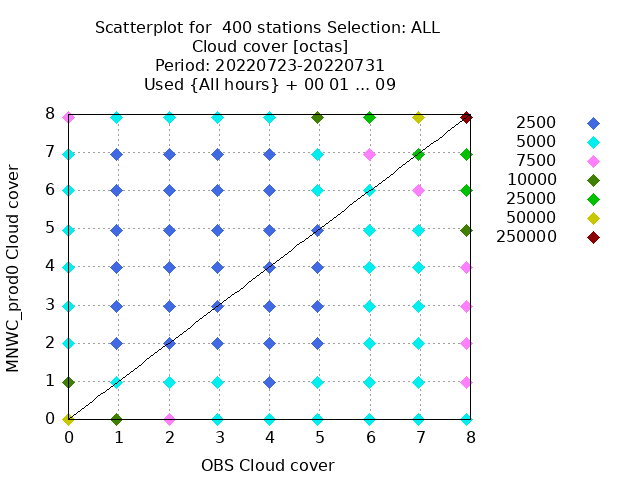 Scatterplot for  400 stations Selection: ALL
Cloud cover [octas]
Period: 20220723-20220731
Used {All hours} + 00 01 ... 09
MNWC_prod0 Cloud cover
8
7
6
5
4
3
2
1
0
0 1 2 3 4 5 6 7 8
OBS Cloud cover
2500
5000
7500
10000
25000
50000
250000